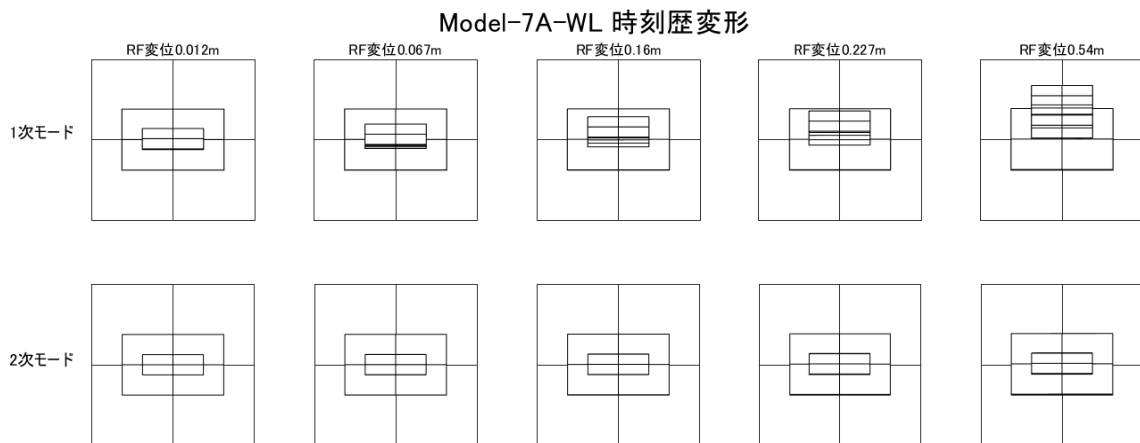 Model-7A-WL 時刻歴変形
RF変位0.012m
RF変位0.067m
RF変位0.16m
RF変位0.227m
RF変位0.54m
1次モード
2次モード